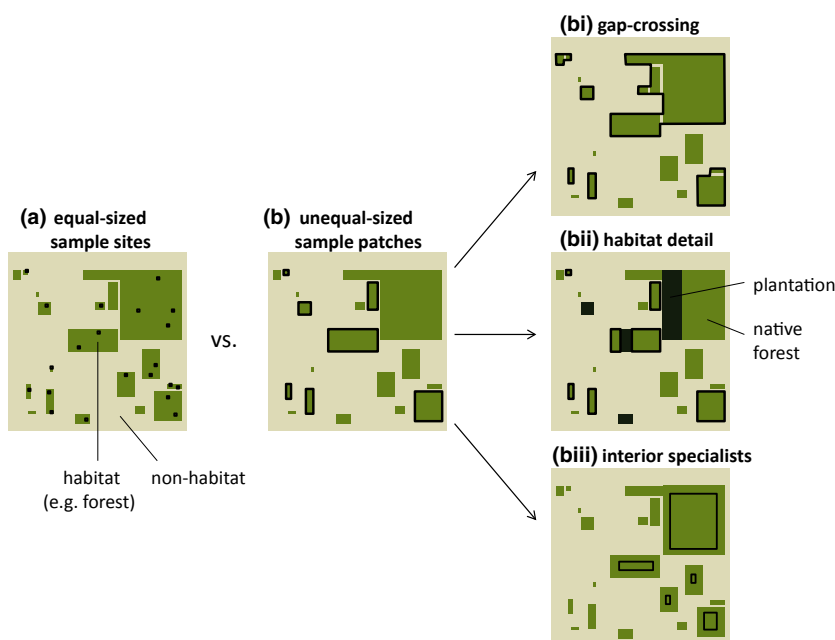 (bi) gap-crossing
(a) equal-sized
sample sites
(b) unequal-sized
sample patches
(bii) habitat detail
plantation
vs.
native
forest
(biii) interior specialists
habitat
(e.g. forest)
non-habitat